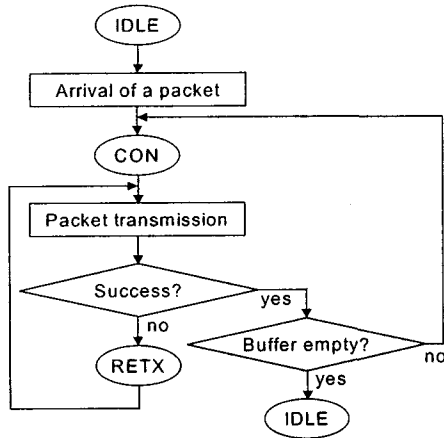 IDLE
Arrival of a packet
CON
Packet transmission
Success?
yes
no
Buffer empty?
no
RETX
yes
IDLE